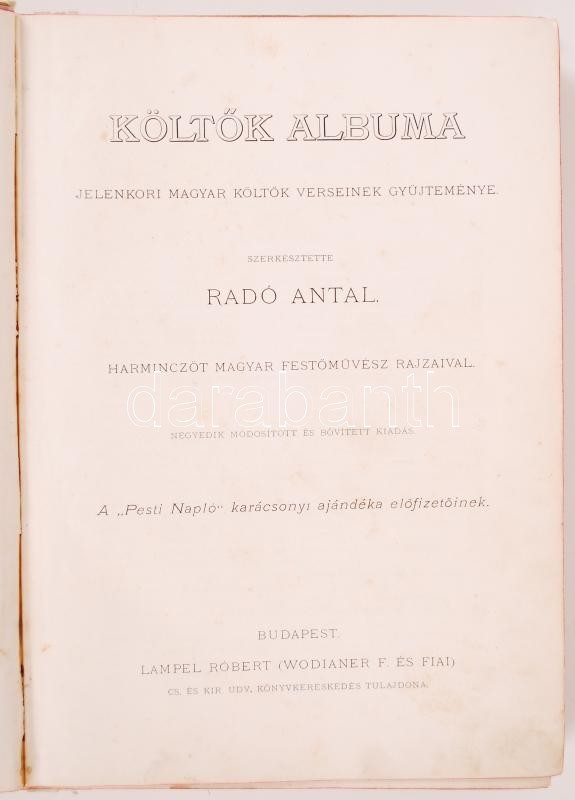 KÖLTŐK ALBUMA
JELENKORI MAGYAR KÖLTŐK VERSEINEK GYŰJTEMÉNYE.
SZERKESZTETTE
RADÓ ANTAL.
HARMINCZÖT MAGYAR FESTŐMŰVÉSZ RAJZAIVAL.
darabanth
NEGYEDIK MÓDOSÍTOTT ÉS BŐVÍTETT KIADÁS.
A „Pesti Napló" karácsonyi ajándéka előfizetőinek.
BUDAPEST.
LAMPEL RÓBERT (WODIANER F. ÉS FIAI)
CS. ÉS KIR. UDV. KÖNYVKERESKEDÉS TULAJDONA.